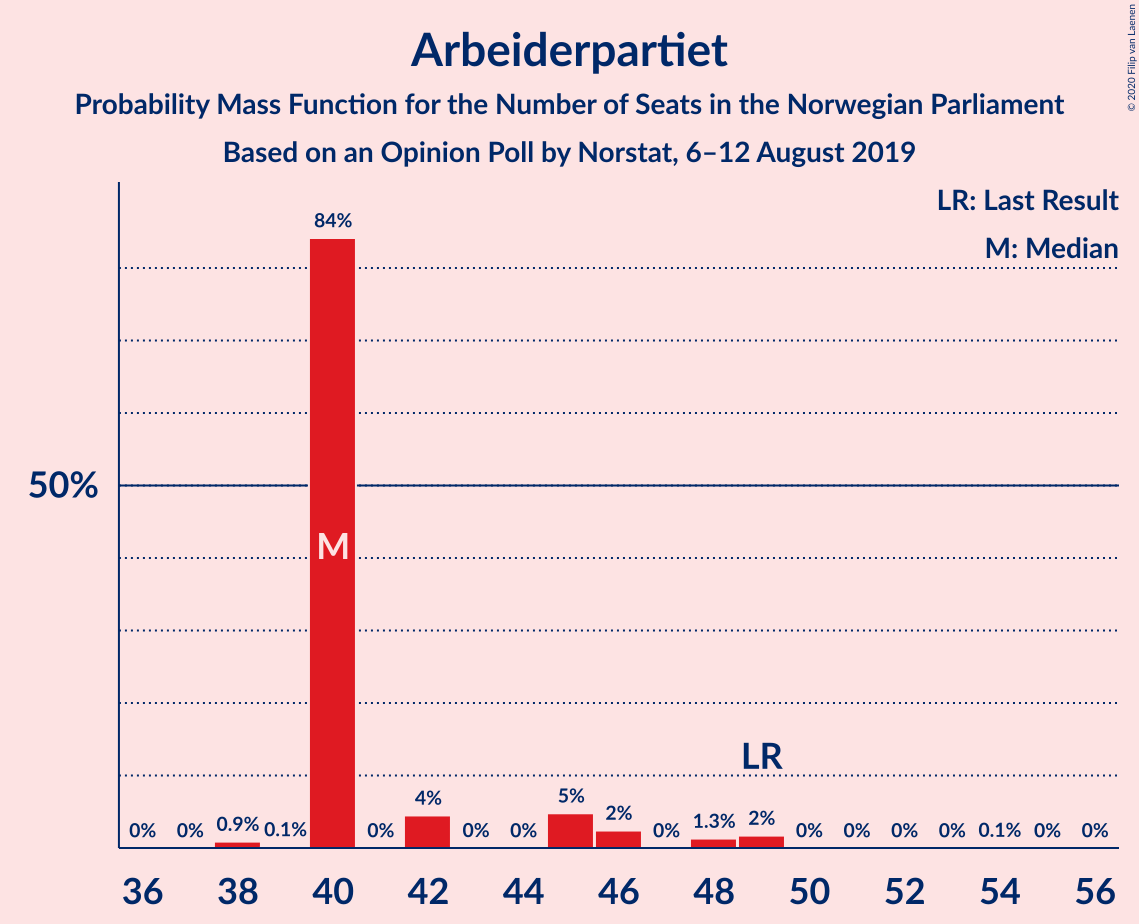 Arbeiderpartiet
Probability Mass Function for the Number of Seats in the Norwegian Parliament
Based on an Opinion Poll by Norstat, 6–12 August 2019
© 2020 Filip van Laenen
LR: Last Result
M: Median
84%
50%
M
LR
0% 0% 0.9% 0.1% 0% 4% 0% 0% 5% 2% 0% 1.3% 2% 0% 0% 0% 0% 0.1% 0% 0%
36 38 40 42 44 46 48 50 52 54 56